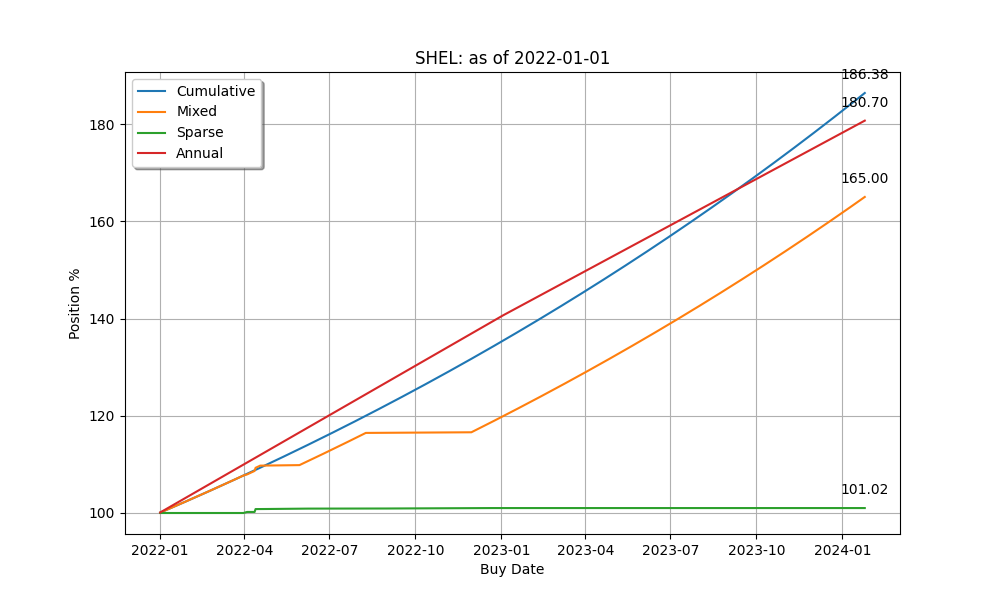 SHEL: as of 2022-01-01
186.38
Cumulative
180.70
Mixed
180
Sparse
Annual
165.00
160
Position %
140
120
101.02
100
2022-01 2022-04 2022-07 2022-10 2023-01 2023-04 2023-07 2023-10 2024-01
Buy Date